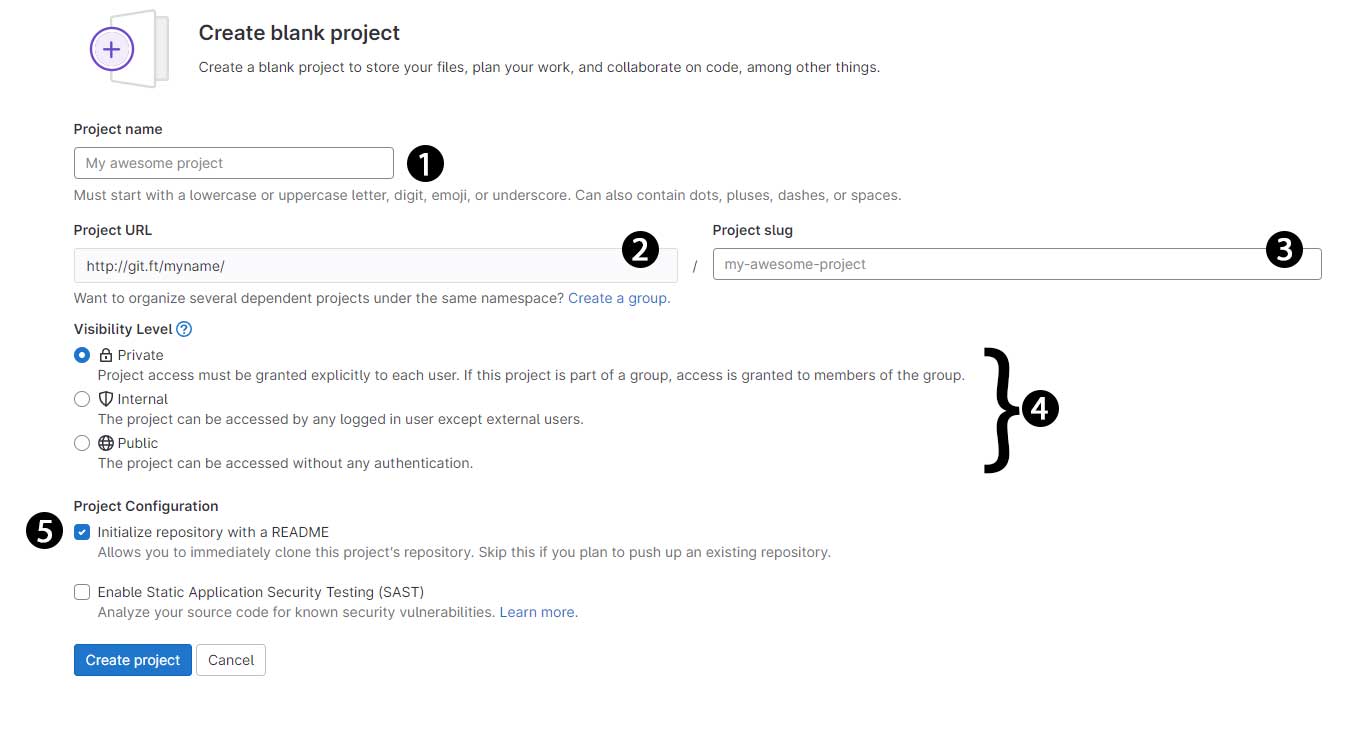 Create blank project
Create a blank project to store your files, plan your work, and collaborate on code, among other things.
Project name
My awesome project
1
Must start with a lowercase or uppercase letter, digit, emoji, or underscore. Can also contain dots, pluses, dashes, or spaces.
Project URL
2
http://git.ft/myname/
/
Project slug
3
my-awesome-project
Want to organize several dependent projects under the same namespace? Create a group.
Visibility Level ?
Private
Project access must be granted explicitly to each user. If this project is part of a group, access is granted to members of the group.
Internal
The project can be accessed by any logged in user except external users.
Public
The project can be accessed without any authentication.
} 4
Project Configuration
5
Initialize repository with a README
Allows you to immediately clone this project's repository. Skip this if you plan to push up an existing repository.
Enable Static Application Security Testing (SAST)
Analyze your source code for known security vulnerabilities. Learn more.
Create project
Cancel